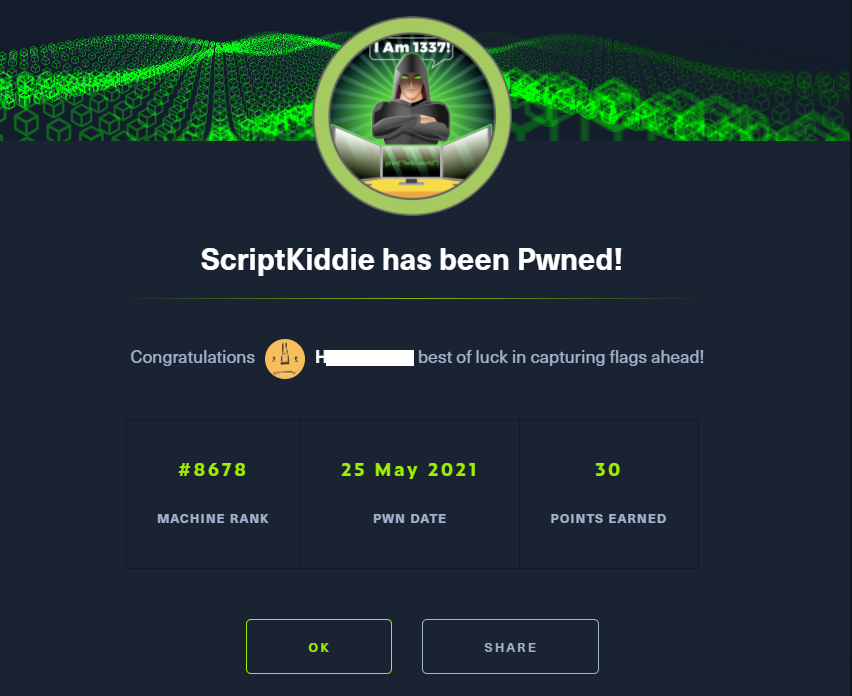 I Am 1337!
print("hello world")
ScriptKiddie has been Pwned!
Congratulations H best of luck in capturing flags ahead!
#8678 25 May 2021 30
MACHINE RANK PWN DATE POINTS EARNED
OK SHARE